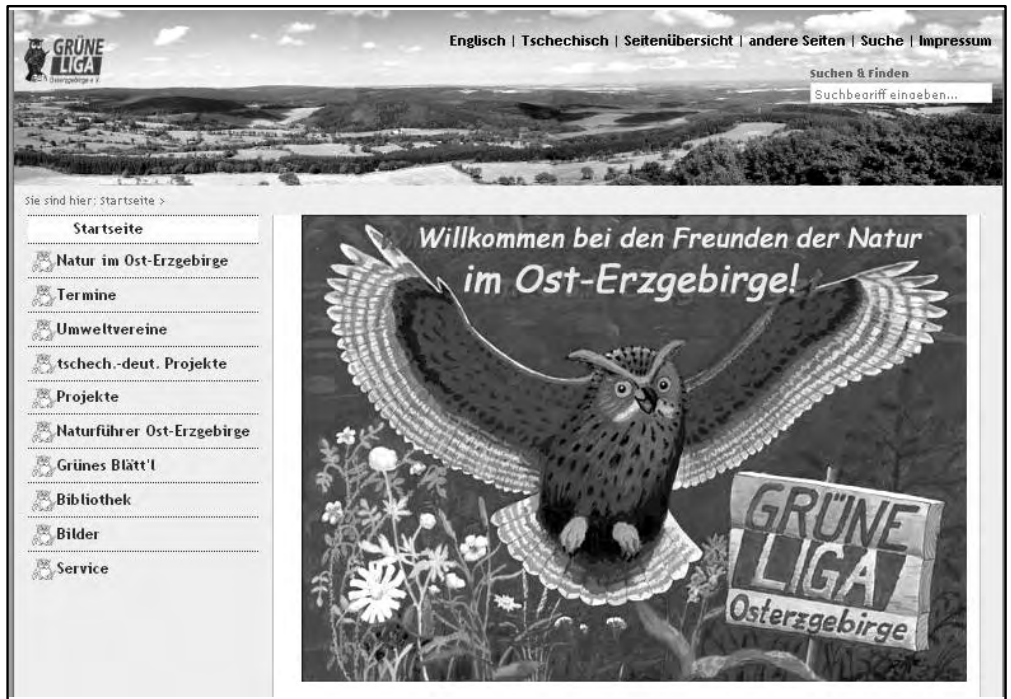 GRÜNE
LIGA
Osterzgebirge e.V.
Englisch | Tschechisch | Seitenübersicht | andere Seiten | Suche | Impressum
Suchen & Finden
Suchbegriff eingeben...
Sie sind hier: Startseite >
Startseite
Natur im Ost-Erzgebirge
Termine
Umweltvereine
tschech.-deut. Projekte
Projekte
Naturführer Ost-Erzgebirge
Grünes Blätt'l
Bibliothek
Bilder
Service
Willkommen bei den Freunden der Natur
im Ost-Erzgebirge!
GRÜNE
LIGA
Osterzgebirge